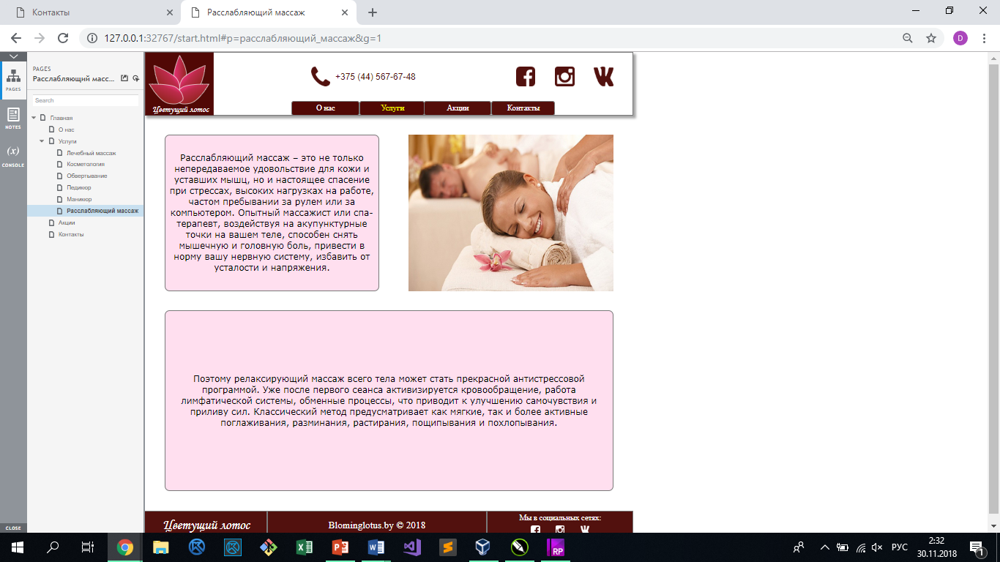 Контакты
Расслабляющий массаж
127.0.0.1:32767/start.html#p=расслабляющий_массаж&g=1
D
PAGES
NOTES
(x)
CONSOLE
CLOSE
PAGES
Расслабляющий масс...
Search
Главная
О нас
Услуги
Лечебный массаж
Косметология
Обвертывание
Педикюр
Маникюр
Расслабляющий массаж
Акции
Контакты
Цветущий лотос
+375 (44) 567-67-48
О нас
Услуги
Акции
Контакты
Расслабляющий массаж – это не только
непередаваемое удовольствие для кожи и
уставших мышц, но и настоящее спасение
при стрессах, высоких нагрузках на работе,
частом пребывании за рулем или за
компьютером. Опытный массажист или спа-
терапевт, воздействуя на акупунктурные
точки на вашем теле, способен снять
мышечную и головную боль, привести в
норму вашу нервную систему, избавить от
усталости и напряжения.
Поэтому релаксирующий массаж всего тела может стать прекрасной антистрессовой
программой. Уже после первого сеанса активизируется кровообращение, работа
лимфатической системы, обменные процессы, что приводит к улучшению самочувствия и
приливу сил. Классический метод предусматривает как мягкие, так и более активные
поглаживания, разминания, растирания, пощипывания и похлопывания.
Цветущий лотос
Blominglotus.by © 2018
Мы в социальных сетях:
RP
РУС
2:32
30.11.2018
1